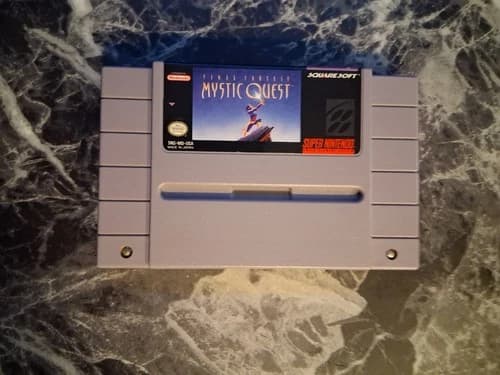 Nintendo
SQUARESOFT
FINAL FANTASY
MYSTIC QUEST
SNS-MQ-USA
MADE IN JAPAN
SUPER NINTENDO